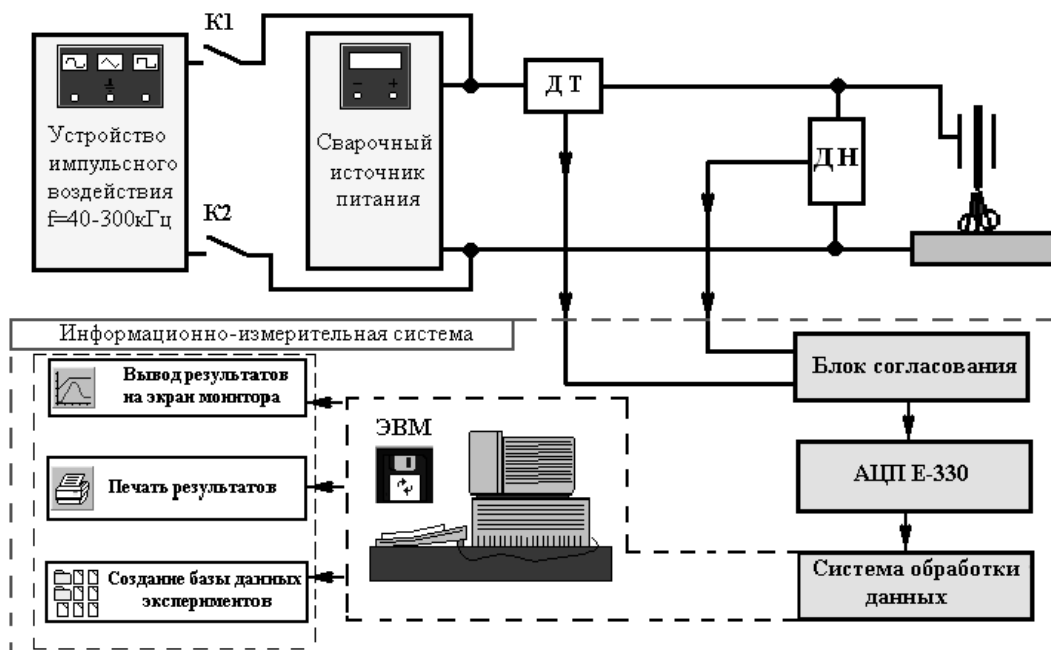 К1
Устройство
импульсного
воздействия
f=40-300кГц
К2
Сварочный
источник
питания
ДТ
ДН
Информационно-измерительная система
Вывод результатов
на экран монитора
Печать результатов
Создание базы данных
экспериментов
ЭВМ
Блок согласования
АЦП Е-330
Система обработки
данных